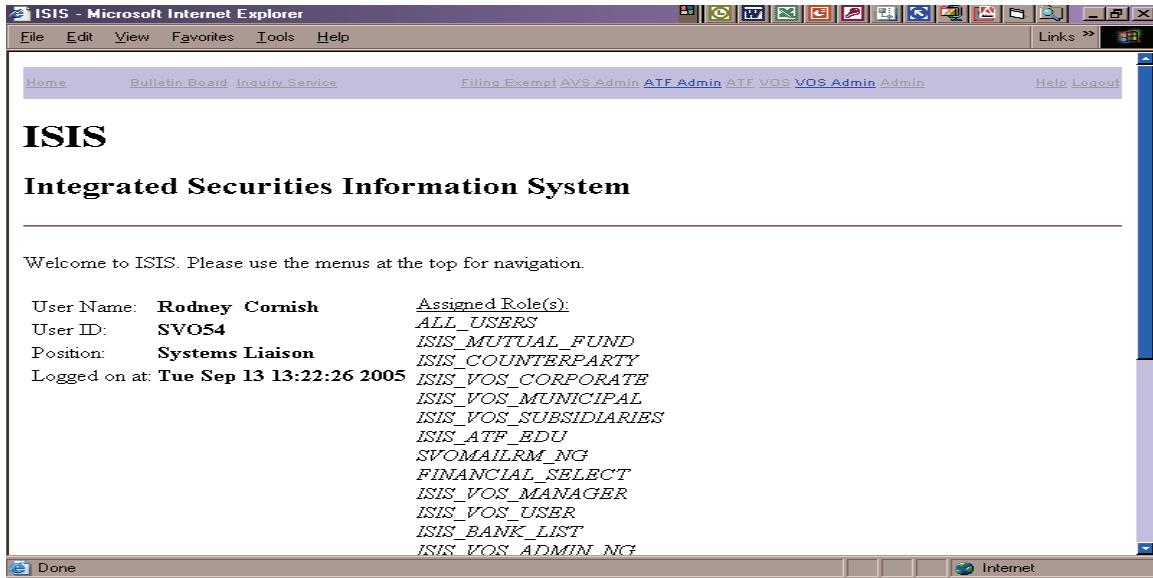 ISIS - Microsoft Internet Explorer
File Edit View Favorites Tools Help Links »
Home Bulletin Board Inquiry Service Filing Exempt AVS Admin ATF Admin ATF VOS VOS Admin Admin Help Logout
ISIS
Integrated Securities Information System
Welcome to ISIS. Please use the menus at the top for navigation.
User Name: Rodney Cornish
User ID: SVO54
Position: Systems Liaison
Logged on at: Tue Sep 13 13:22:26 2005
Assigned Role(s):
ALL_USERS
ISIS_MUTUAL_FUND
ISIS_COUNTERPARTY
ISIS_VOS_CORPORATE
ISIS_VOS_MUNICIPAL
ISIS_VOS_SUBSIDIARIES
ISIS_ATF_EDU
SVOMAILRM_NG
FINANCIAL_SELECT
ISIS_VOS_MANAGER
ISIS_VOS_USER
ISIS_BANK_LIST
ISIS_VOS_ADMIN_NG
Done Internet